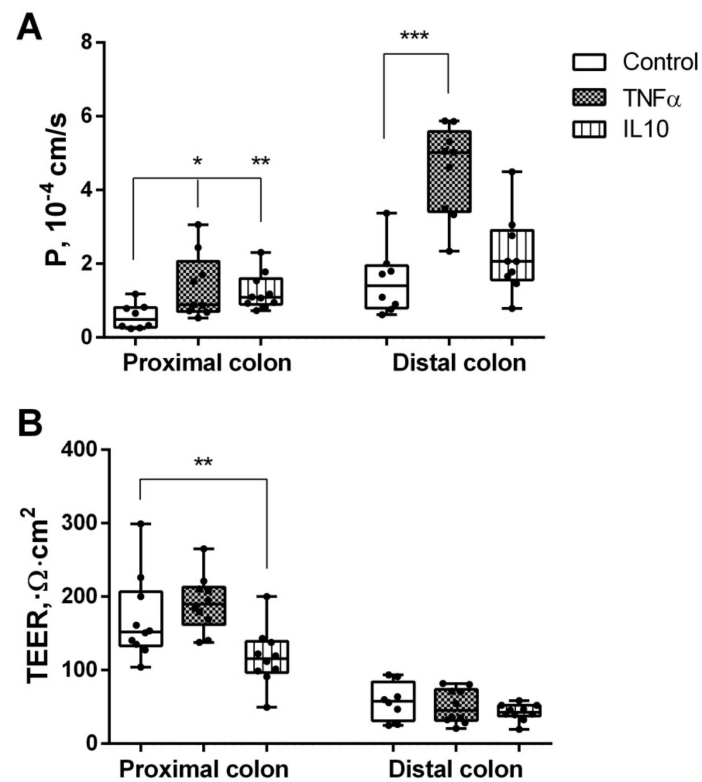 A
8
6
4
2
0
P, 10⁻⁴ cm/s
*
**
***
Proximal colon
Distal colon
Control
TNFα
IL10
B
400
300
200
100
0
TEER,·Ω·cm²
**
Proximal colon
Distal colon